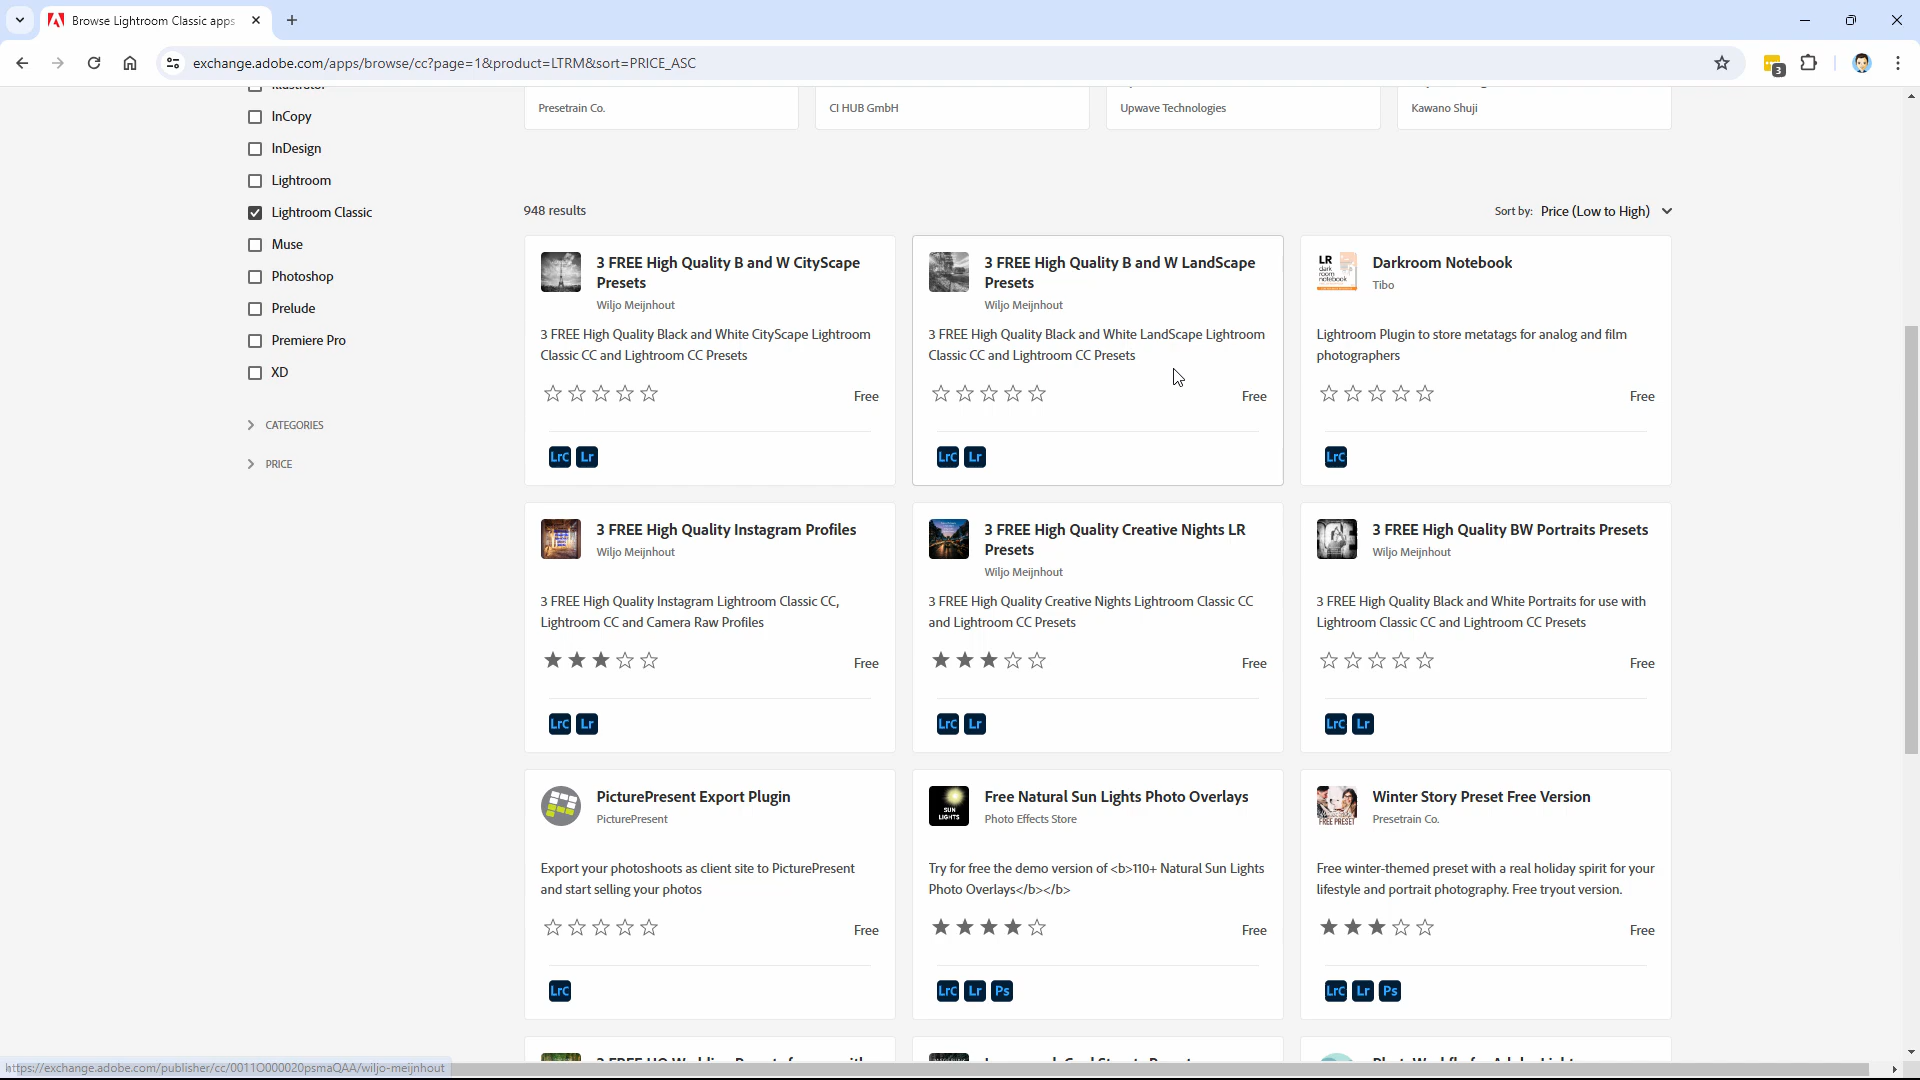 Browse Lightroom Classic apps
exchange.adobe.com/apps/browse/cc?page=1&product=LTRM&sort=PRICE_ASC
3
Illustrator
InCopy
InDesign
Lightroom
Lightroom Classic
Muse
Photoshop
Prelude
Premiere Pro
XD
CATEGORIES
PRICE
Presetrain Co.
CI HUB GmbH
Upwave Technologies
Kawano Shuji
948 results
Sort by: Price (Low to High)
3 FREE High Quality B and W CityScape
Presets
Wiljo Meijnhout
3 FREE High Quality Black and White CityScape Lightroom
Classic CC and Lightroom CC Presets
Free
LrC Lr
3 FREE High Quality B and W LandScape
Presets
Wiljo Meijnhout
3 FREE High Quality Black and White LandScape Lightroom
Classic CC and Lightroom CC Presets
Free
LrC Lr
LR
dark
room
notebook
Darkroom Notebook
Tibo
Lightroom Plugin to store metatags for analog and film
photographers
Free
LrC
3 FREE High Quality Instagram Profiles
Wiljo Meijnhout
3 FREE High Quality Instagram Lightroom Classic CC,
Lightroom CC and Camera Raw Profiles
Free
LrC Lr
3 FREE High Quality Creative Nights LR
Presets
Wiljo Meijnhout
3 FREE High Quality Creative Nights Lightroom Classic CC
and Lightroom CC Presets
Free
LrC Lr
3 FREE High Quality BW Portraits Presets
Wiljo Meijnhout
3 FREE High Quality Black and White Portraits for use with
Lightroom Classic CC and Lightroom CC Presets
Free
LrC Lr
PicturePresent Export Plugin
PicturePresent
Export your photoshoots as client site to PicturePresent
and start selling your photos
Free
LrC
SUN
LIGHTS
Free Natural Sun Lights Photo Overlays
Photo Effects Store
Try for free the demo version of <b>110+ Natural Sun Lights
Photo Overlays</b></b>
Free
LrC Lr Ps
FREE PRESET
Winter Story Preset Free Version
Presetrain Co.
Free winter-themed preset with a real holiday spirit for your
lifestyle and portrait photography. Free tryout version.
Free
LrC Lr Ps
https://exchange.adobe.com/publisher/cc/0011O000020psmaQAA/wiljo-meijnhout